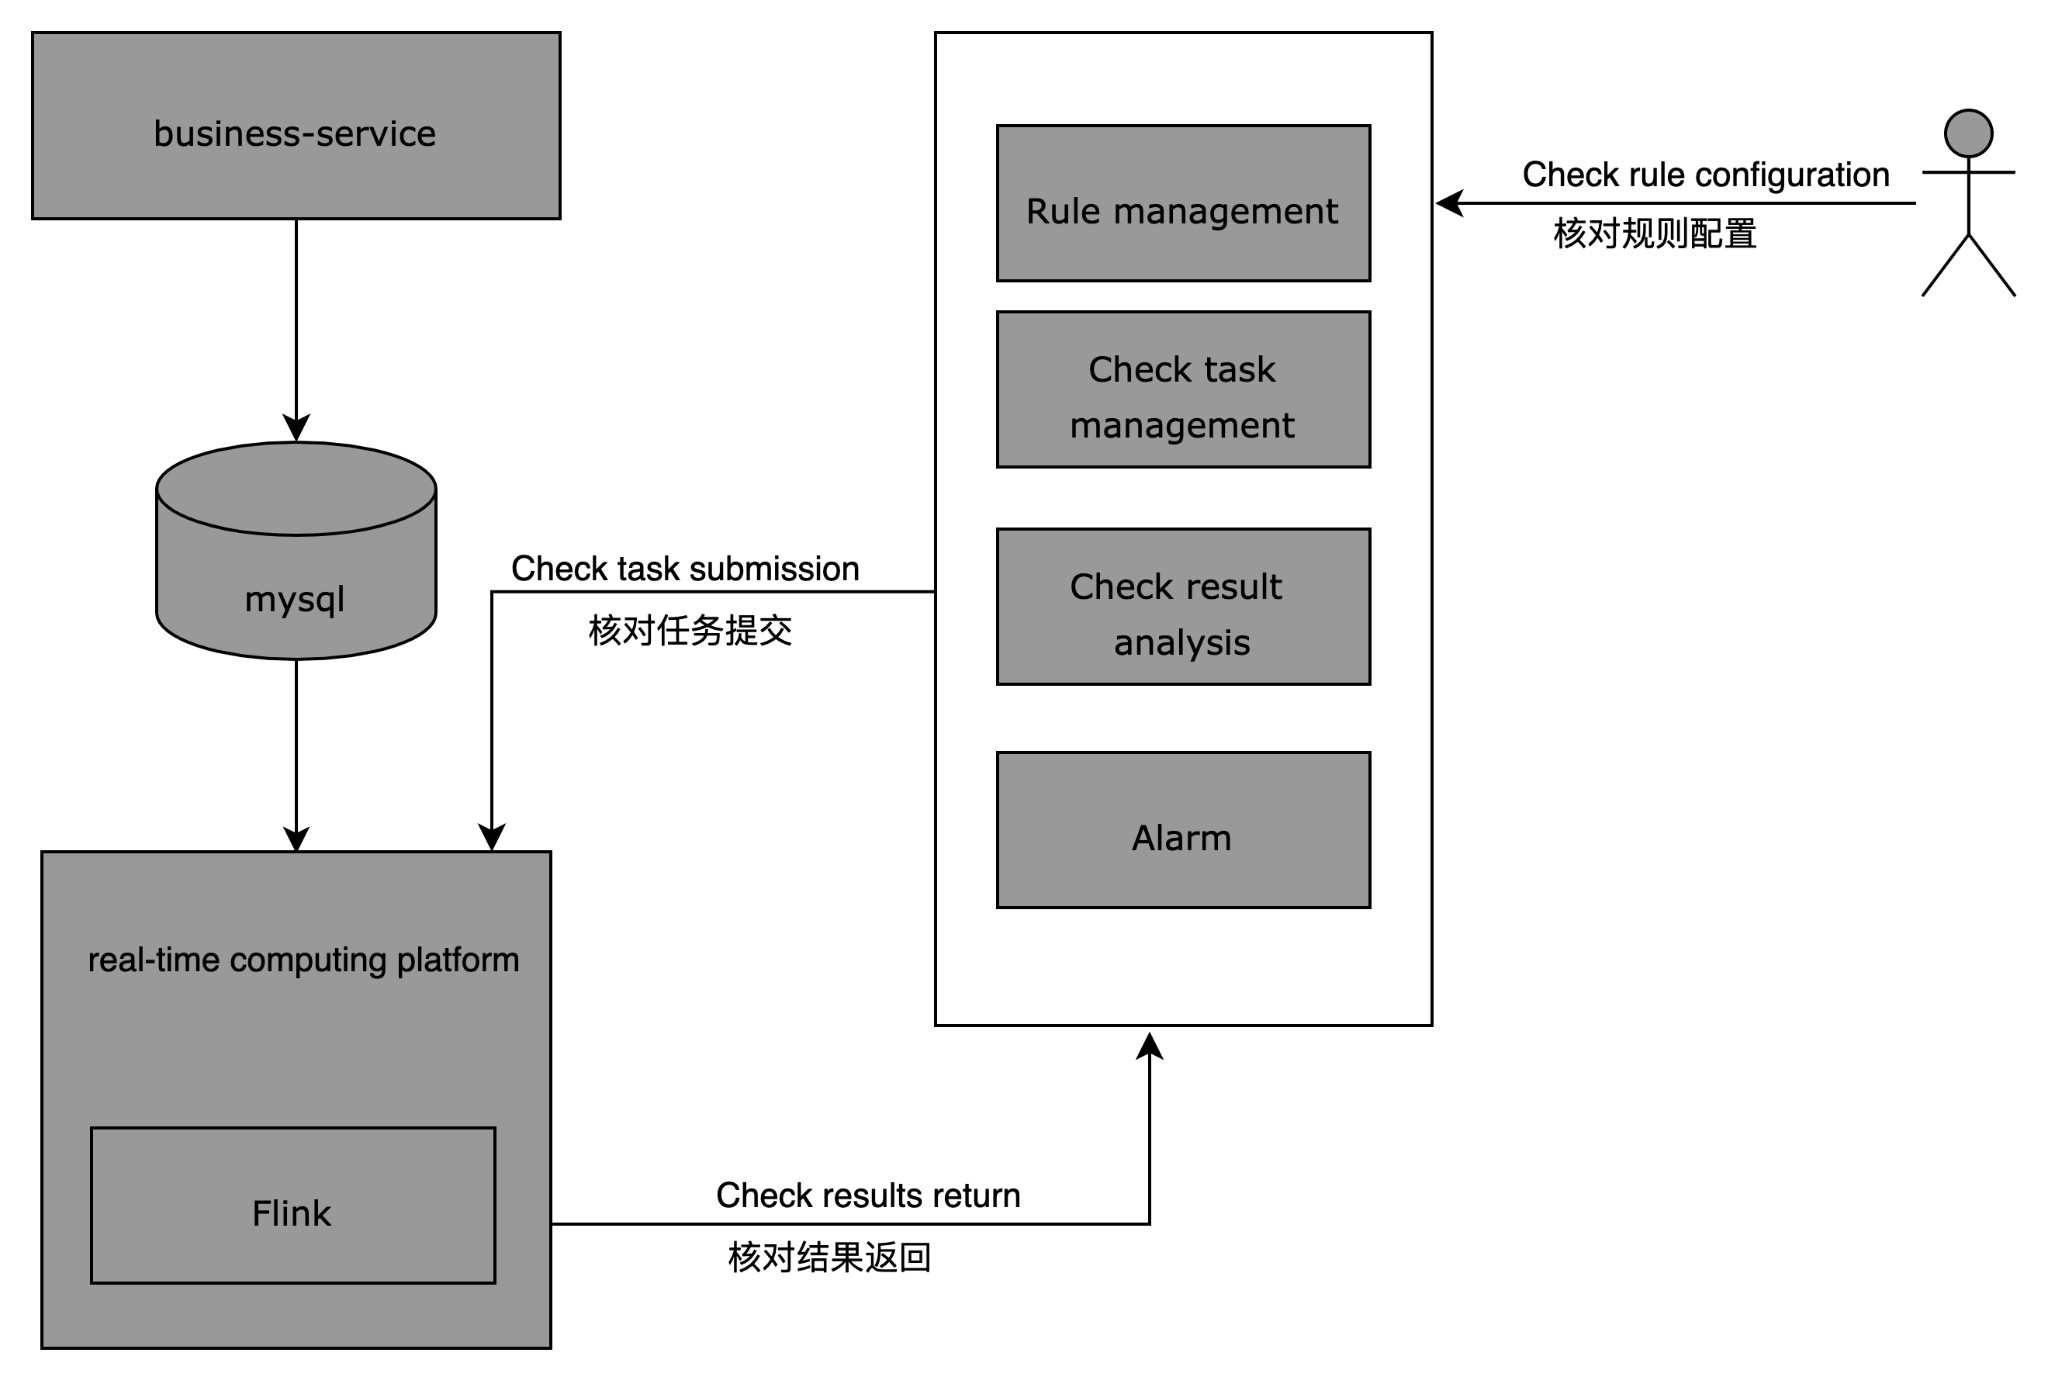 business-service
Rule management
Check rule configuration
核对规则配置
Check task
management
mysql
Check task submission
核对任务提交
Check result
analysis
Alarm
real-time computing platform
Flink
Check results return
核对结果返回